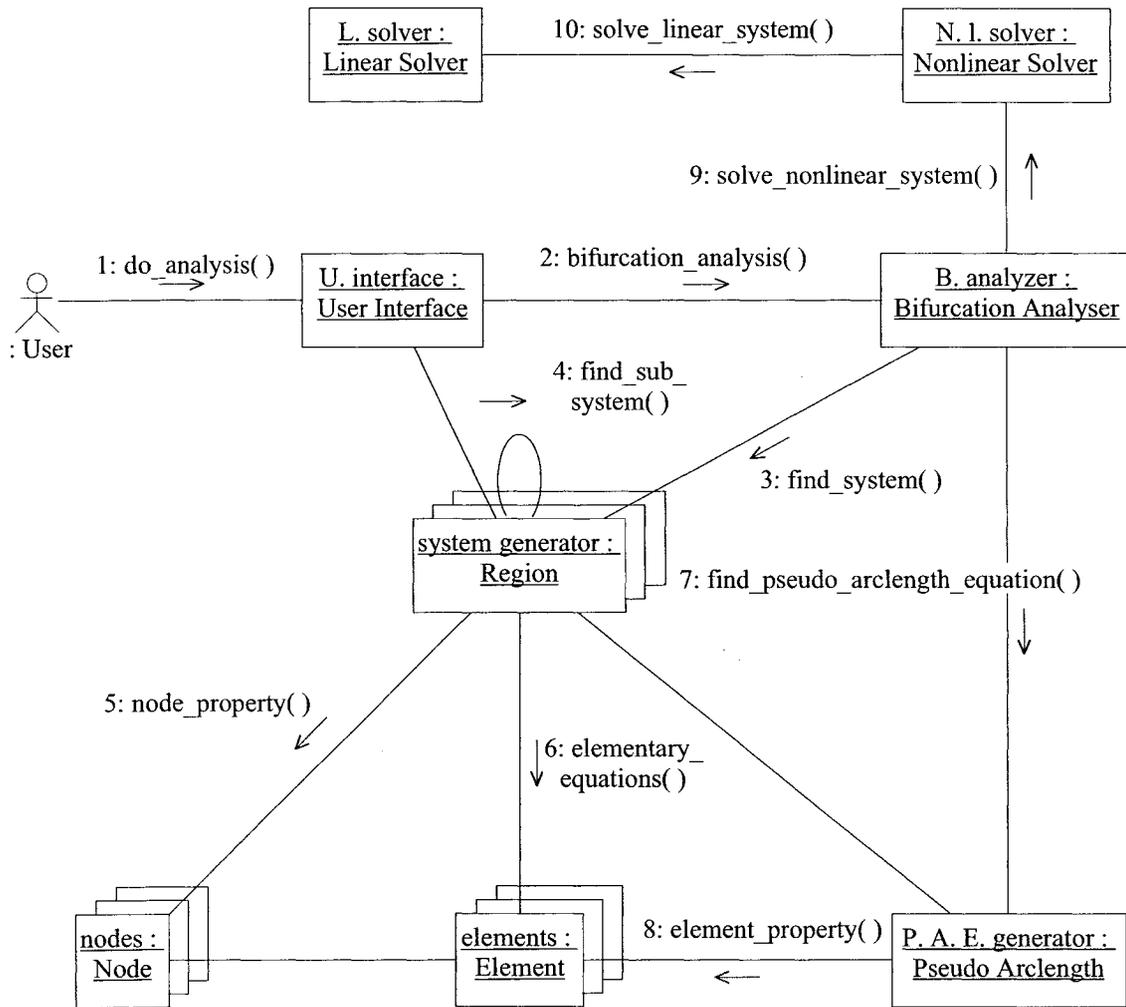 L. solver :
Linear Solver
10: solve_linear_system( )
N. l. solver :
Nonlinear Solver
9: solve_nonlinear_system( )
1: do_analysis( )
: User
U. interface :
User Interface
2: bifurcation_analysis( )
B. analyzer :
Bifurcation Analyser
4: find_sub_
system( )
3: find_system( )
system generator :
Region
7: find_pseudo_arclength_equation( )
5: node_property( )
6: elementary_
equations( )
nodes :
Node
elements :
Element
8: element_property( )
P. A. E. generator :
Pseudo Arclength